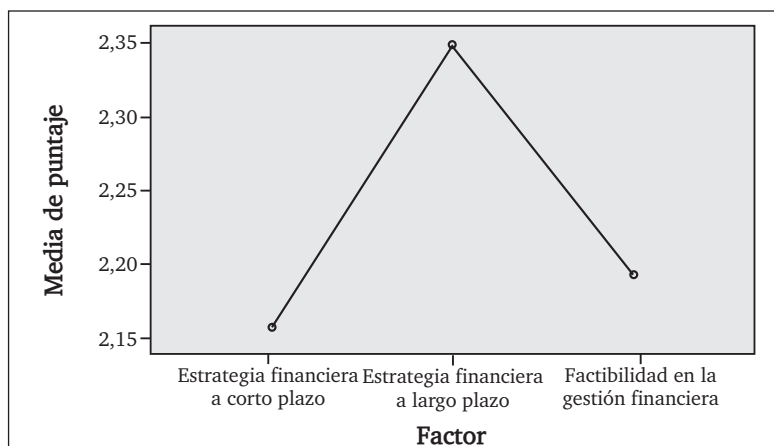 Media de puntaje
2,35
2,30
2,25
2,20
2,15
Estrategia financiera
a corto plazo
Estrategia financiera
a largo plazo
Factibilidad en la
gestión financiera
Factor